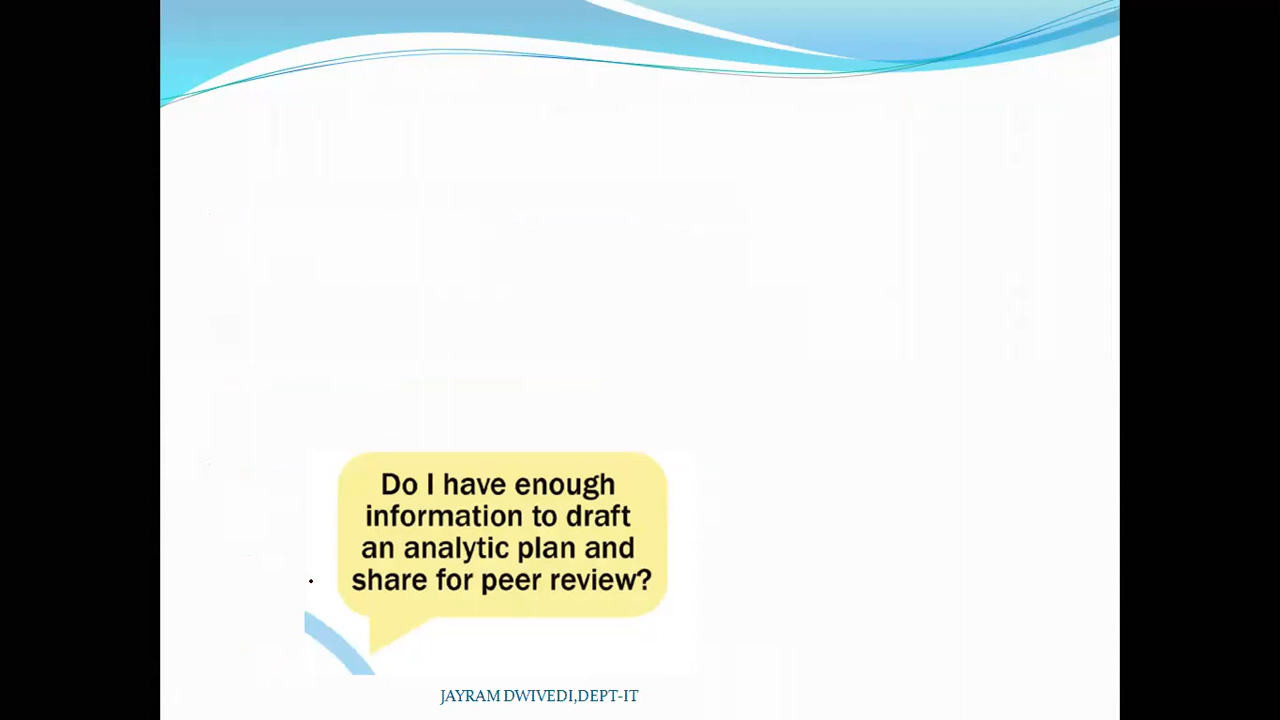 Do I have enough
information to draft
an analytic plan and
share for peer review?
JAYRAM DWIVEDI,DEPT-IT